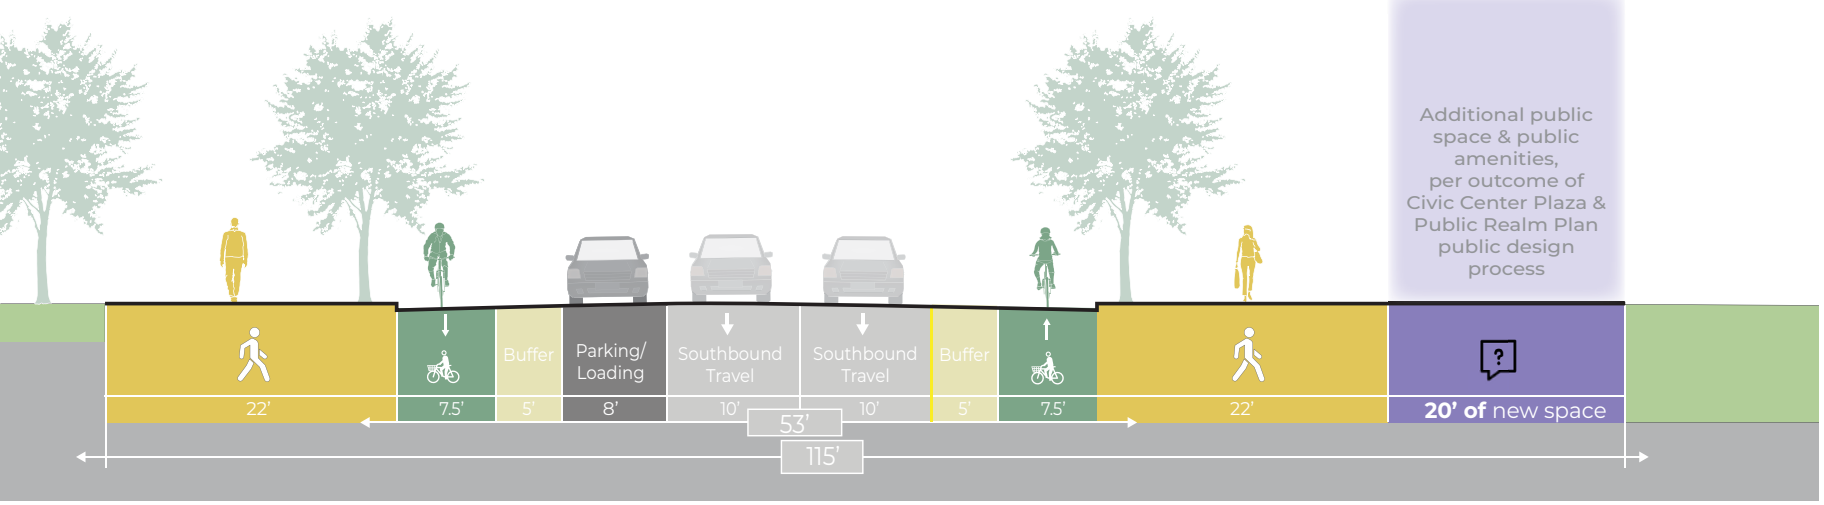 Additional public
space & public
amenities,
per outcome of
Civic Center Plaza &
Public Realm Plan
public design
process
Buffer
Parking/
Loading
Southbound
Travel
Southbound
Travel
Buffer
?
22’
7.5’
5’
8’
10’
10’
5’
7.5’
22’
20’ of new space
53’
115’